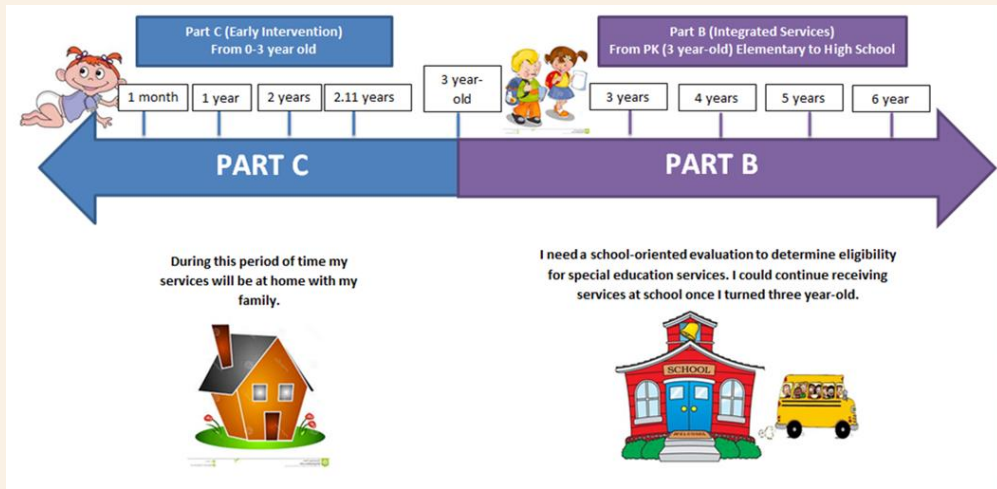 Part C (Early Intervention)
From 0-3 year old
Part B (Integrated Services)
From PK (3 year-old) Elementary to High School
1 month
1 year
2 years
2.11 years
3 year-
old
3 years
4 years
5 years
6 year
PART C
PART B
During this period of time my
services will be at home with my
family.
I need a school-oriented evaluation to determine eligibility
for special education services. I could continue receiving
services at school once I turned three year-old.
SCHOOL
WELCOME